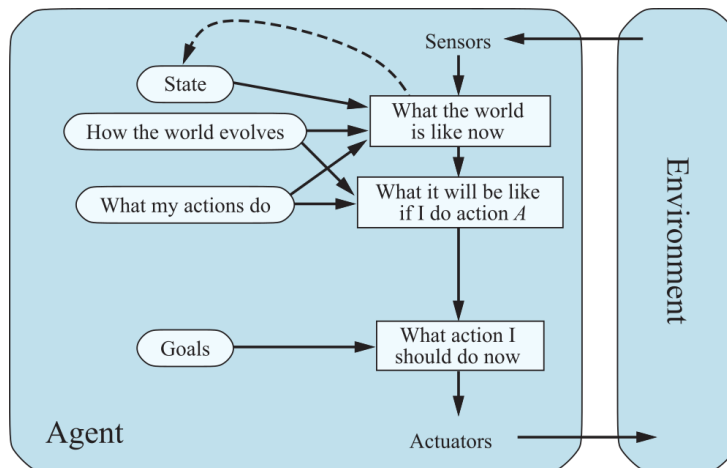 Sensors
State
What the world
is like now
How the world evolves
What my actions do
What it will be like
if I do action A
Goals
What action I
should do now
Agent
Actuators
Environment